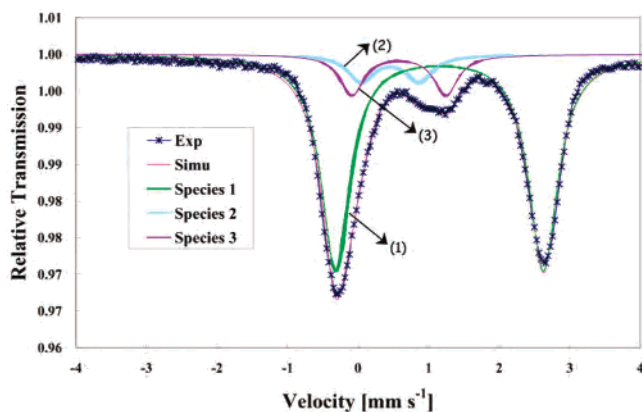 1.01
1.00
1.00
0.99
0.99
0.98
0.98
0.97
0.97
0.96
Relative Transmission
(2)
(3)
(1)
Exp
Simu
Species 1
Species 2
Species 3
-4 -3 -2 -1 0 1 2 3 4
Velocity [mm s⁻¹]